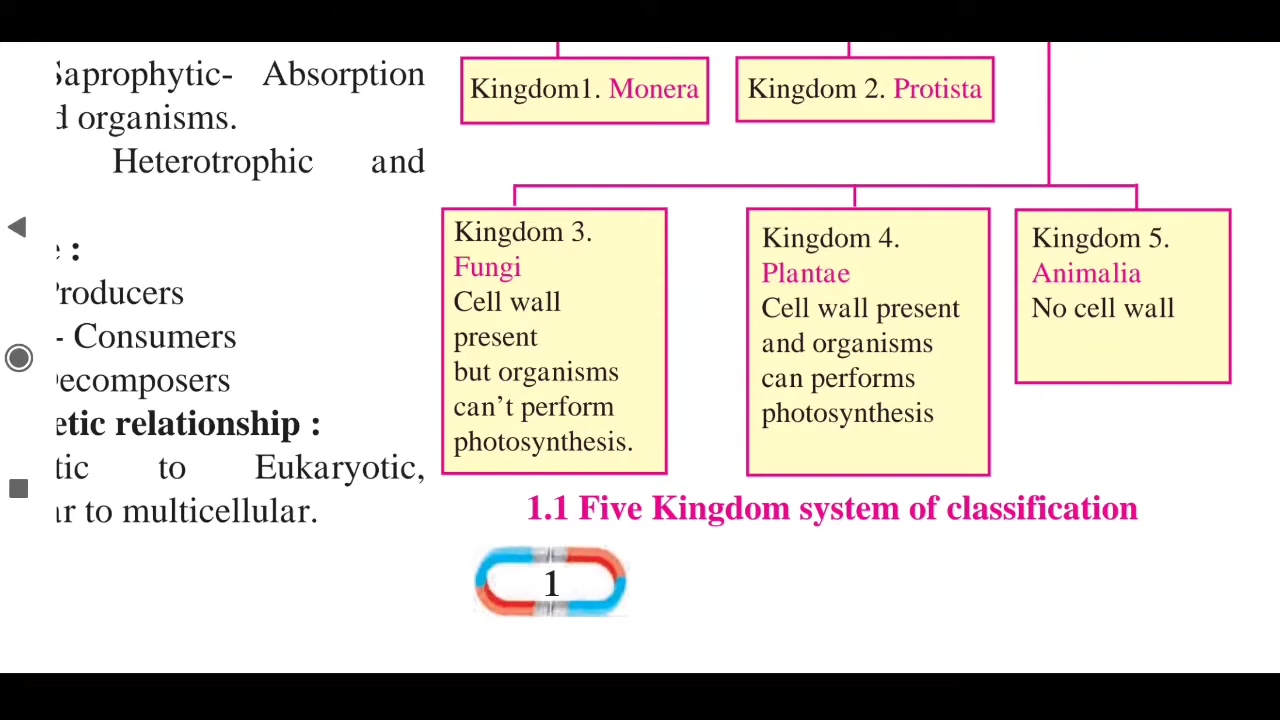 Saprophytic- Absorption
d organisms.
Heterotrophic and
:
Producers
- Consumers
Decomposers
etic relationship :
tic to Eukaryotic,
ar to multicellular.
Kingdom1. Monera
Kingdom 2. Protista
Kingdom 3.
Fungi
Cell wall
present
but organisms
can’t perform
photosynthesis.
Kingdom 4.
Plantae
Cell wall present
and organisms
can performs
photosynthesis
Kingdom 5.
Animalia
No cell wall
1.1 Five Kingdom system of classification
1